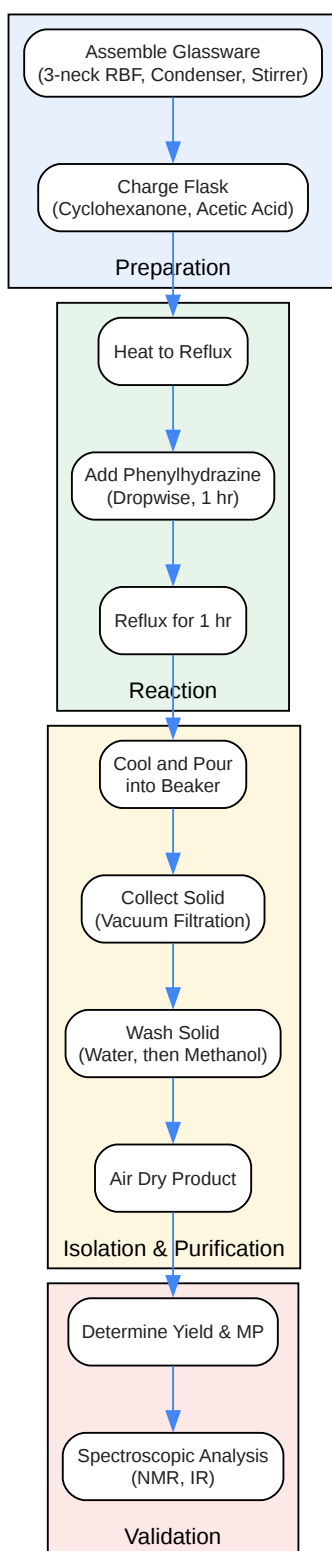 Assemble Glassware
(3-neck RBF, Condenser, Stirrer)
Charge Flask
(Cyclohexanone, Acetic Acid)
Preparation
Heat to Reflux
Add Phenylhydrazine
(Dropwise, 1 hr)
Reflux for 1 hr
Reaction
Cool and Pour
into Beaker
Collect Solid
(Vacuum Filtration)
Wash Solid
(Water, then Methanol)
Air Dry Product
Isolation & Purification
Determine Yield & MP
Spectroscopic Analysis
(NMR, IR)
Validation